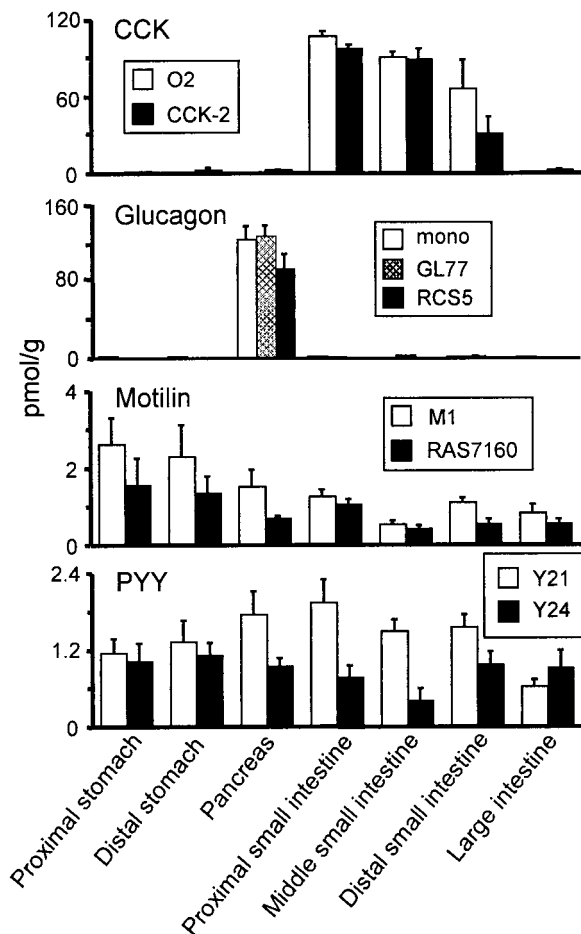 CCK
120
60
0
O2
CCK-2
Glucagon
160
80
0
mono
GL77
RCS5
pmol/g
Motilin
4
2
0
M1
RAS7160
PYY
2.4
1.2
0
Y21
Y24
Proximal stomach
Distal stomach
Pancreas
Proximal small intestine
Middle small intestine
Distal small intestine
Large intestine